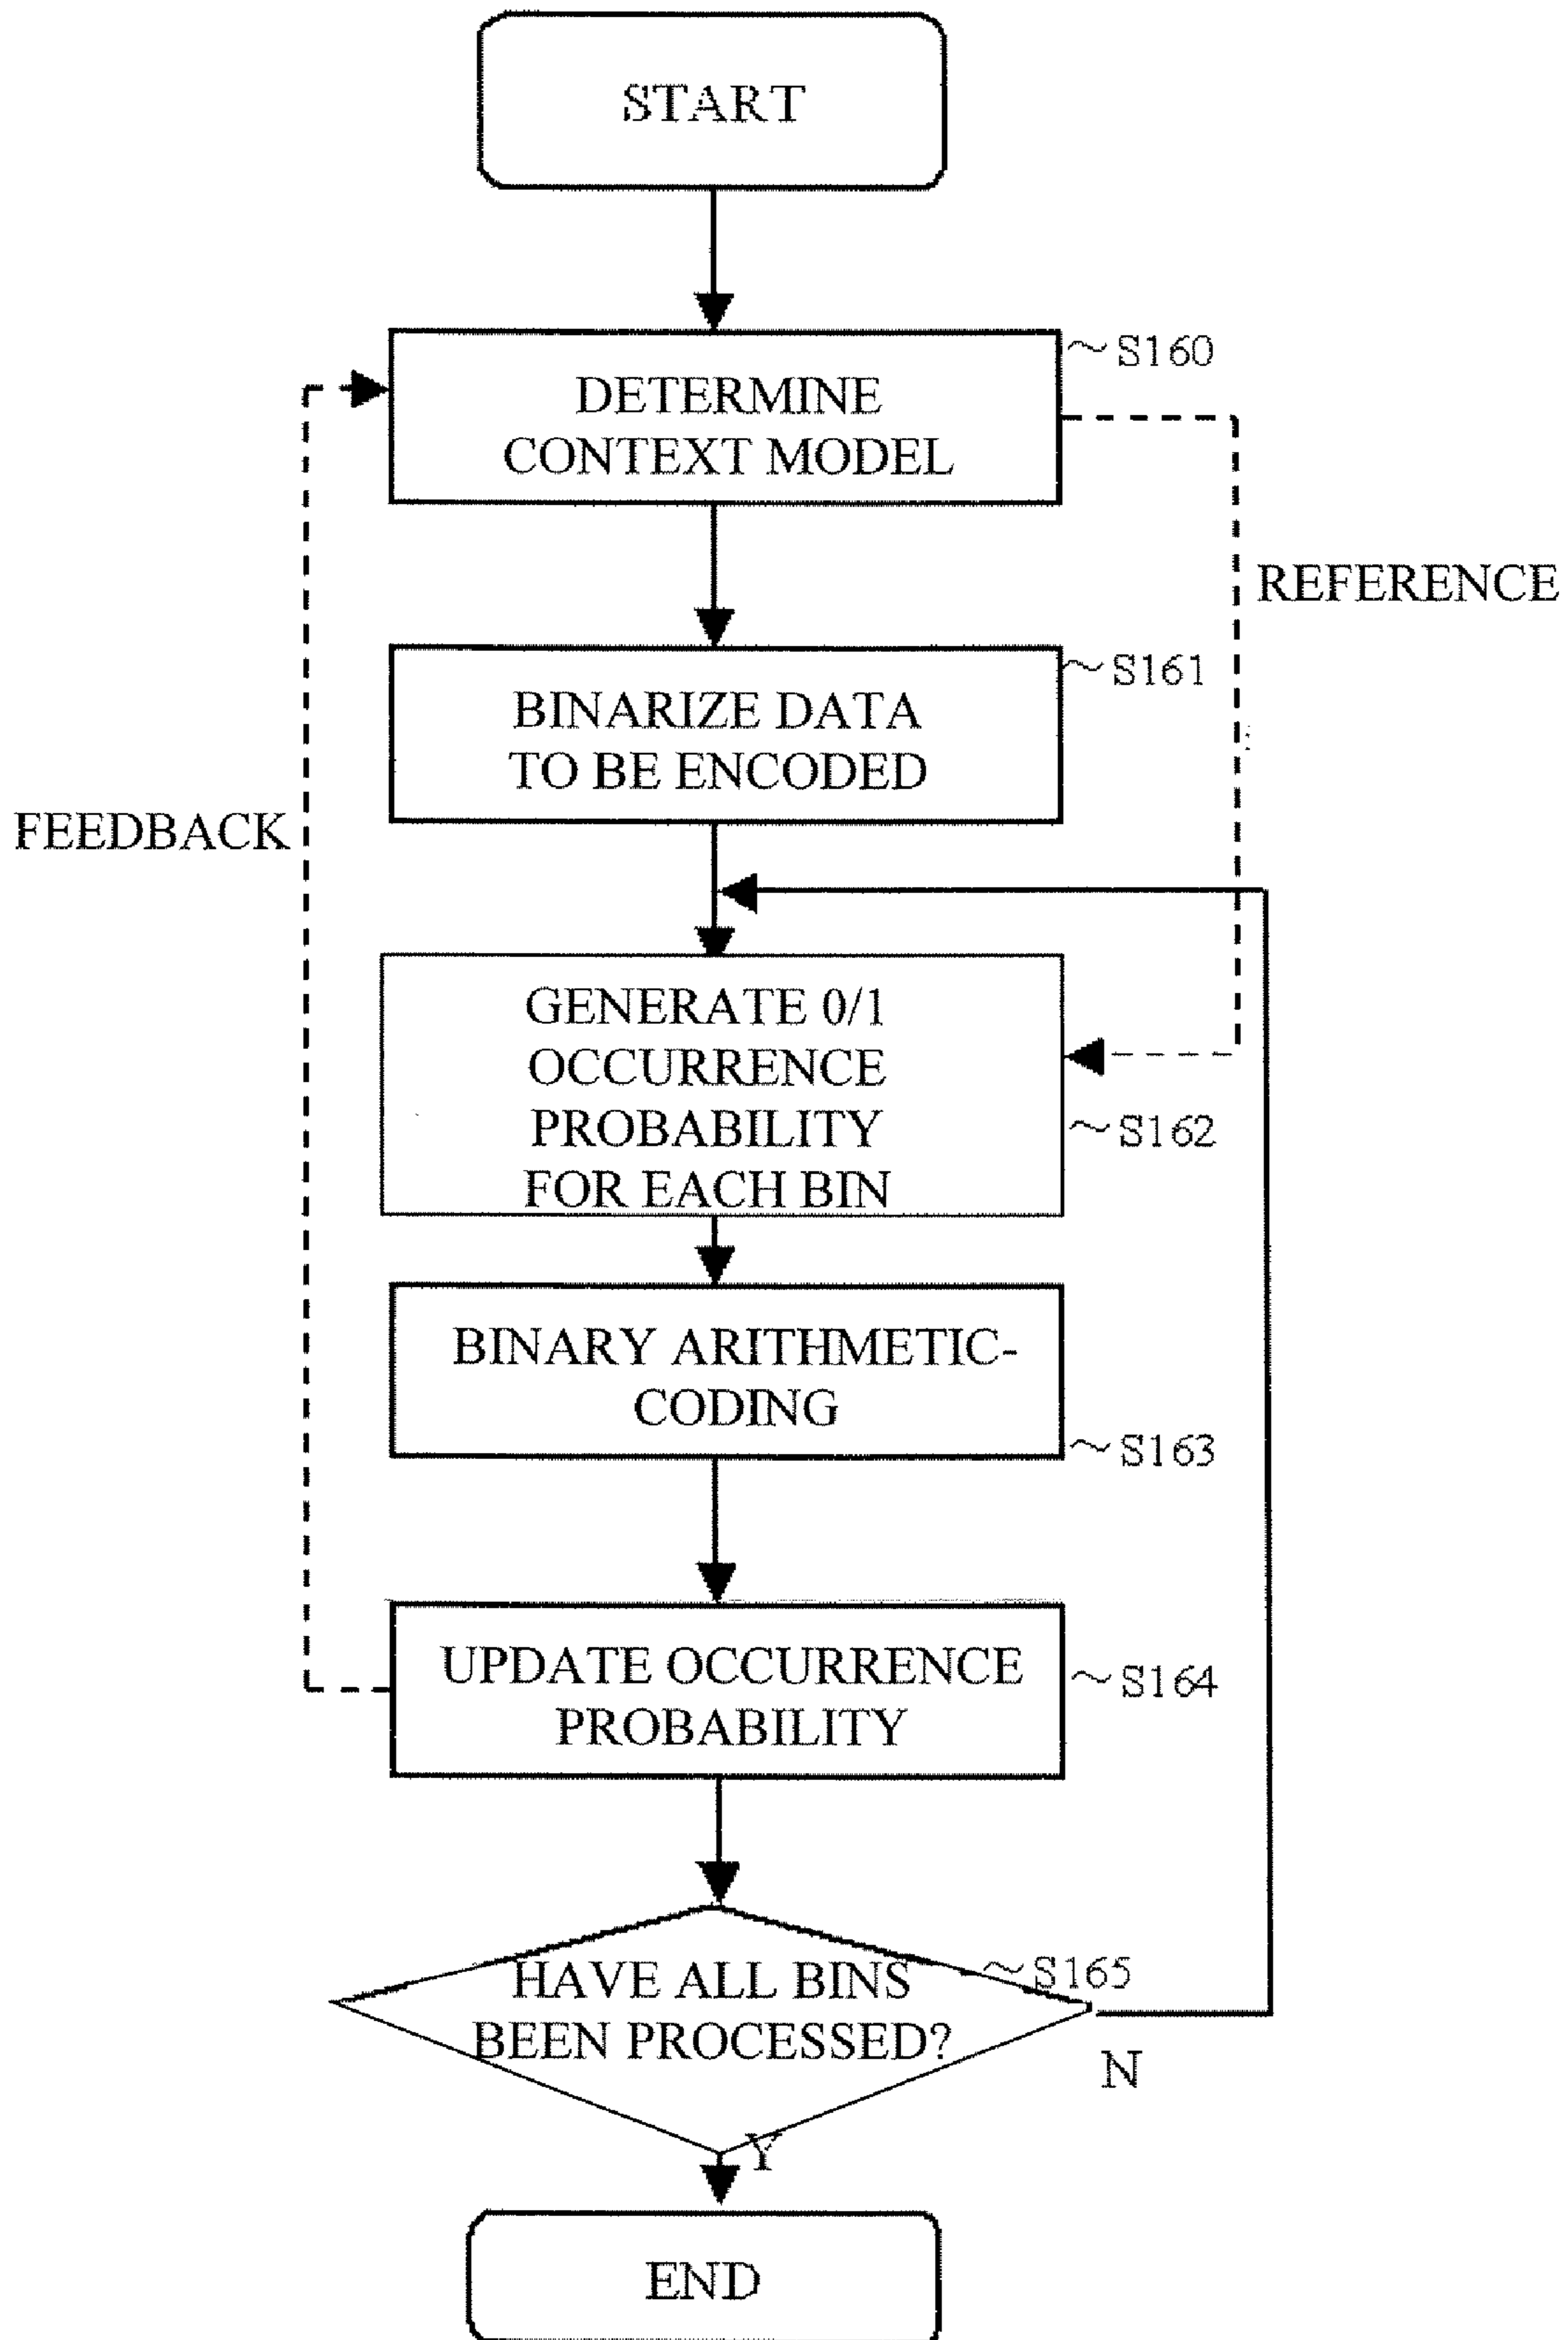 START
DETERMINE
CONTEXT MODEL
~S160
REFERENCE
BINARIZE DATA
TO BE ENCODED
~S161
FEEDBACK
GENERATE 0/1
OCCURRENCE
PROBABILITY
FOR EACH BIN
~S162
BINARY ARITHMETIC-
CODING
~S163
UPDATE OCCURRENCE
PROBABILITY
~S164
HAVE ALL BINS
BEEN PROCESSED?
~S165
N
Y
END